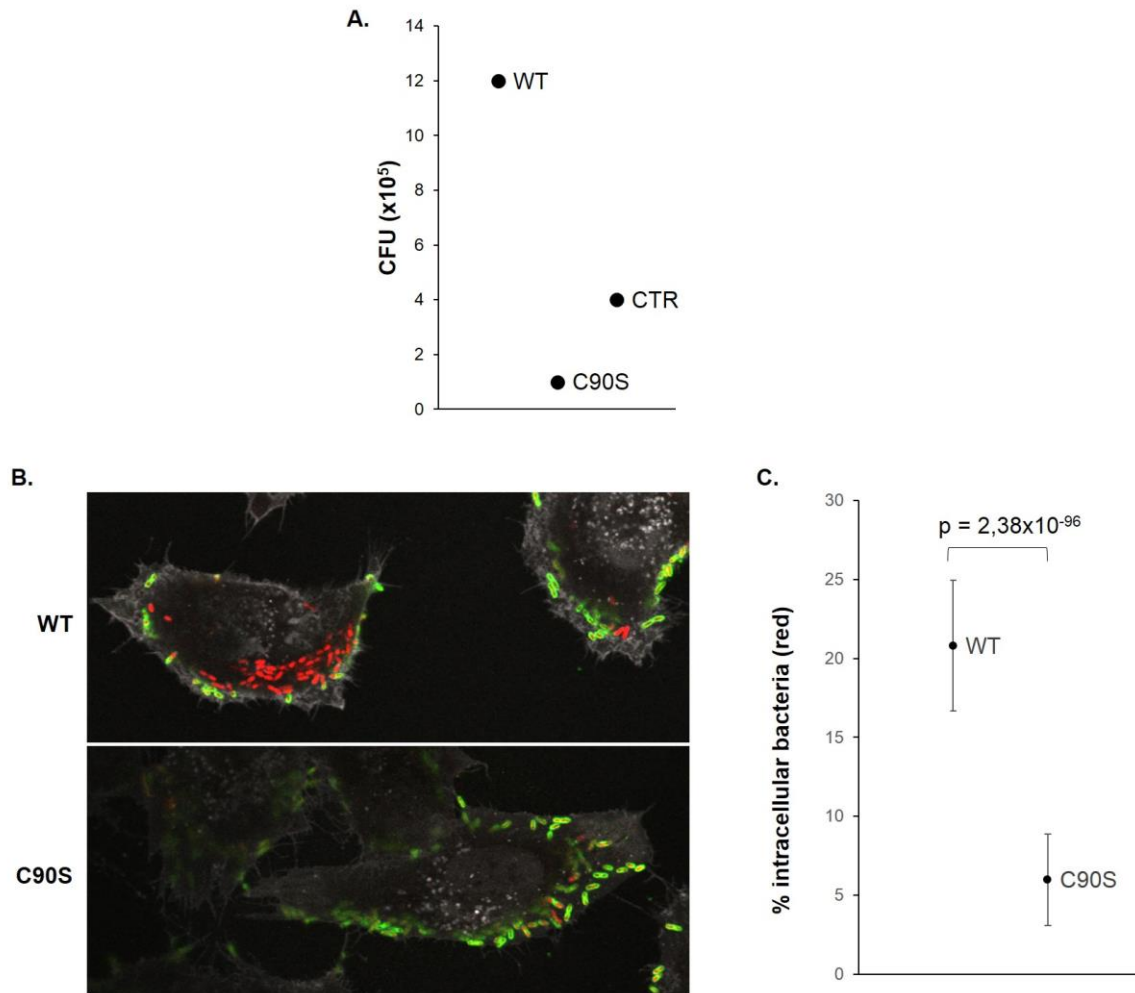 A.
14
12
10
8
6
4
2
0
CFU (x10⁵)
WT
CTR
C90S
B.
WT
C90S
C.
30
25
20
15
10
5
0
% intracellular bacteria (red)
p = 2,38x10⁻⁹⁶
WT
C90S